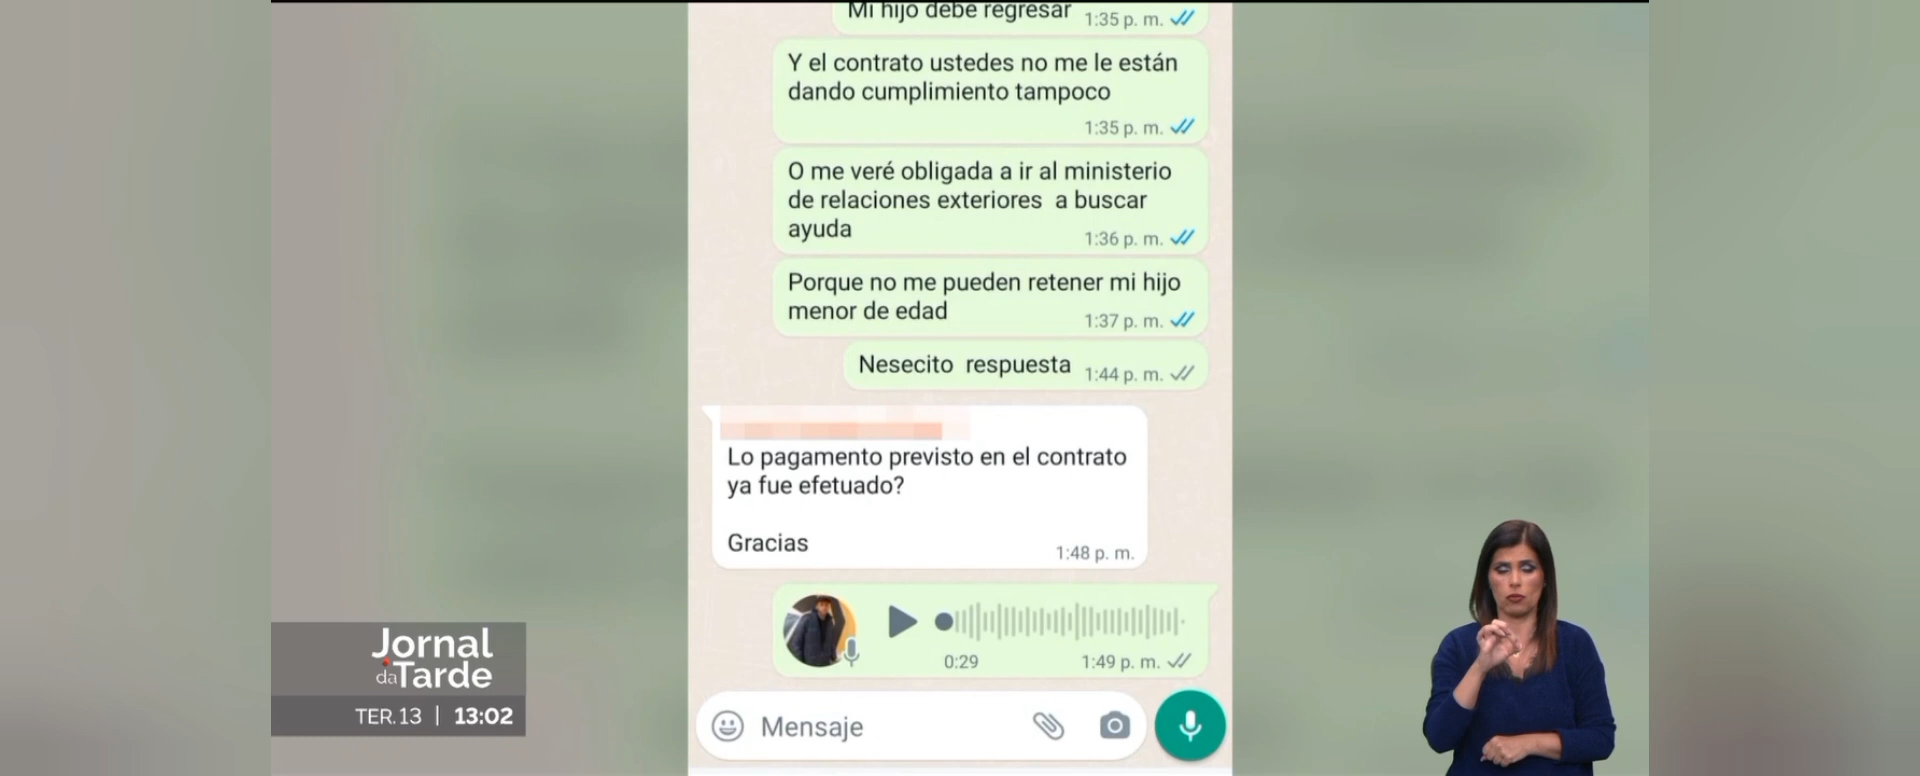 Mi hijo debe regresar 1:35 p. m.
Y el contrato ustedes no me le están
dando cumplimiento tampoco
1:35 p. m.
O me veré obligada a ir al ministerio
de relaciones exteriores a buscar
ayuda
1:36 p. m.
Porque no me pueden retener mi hijo
menor de edad
1:37 p. m.
Nesecito respuesta 1:44 p. m.
Lo pagamento previsto en el contrato
ya fue efetuado?
Gracias
1:48 p. m.
0:29 1:49 p. m.
Mensaje
Jornal
da Tarde
TER.13 | 13:02